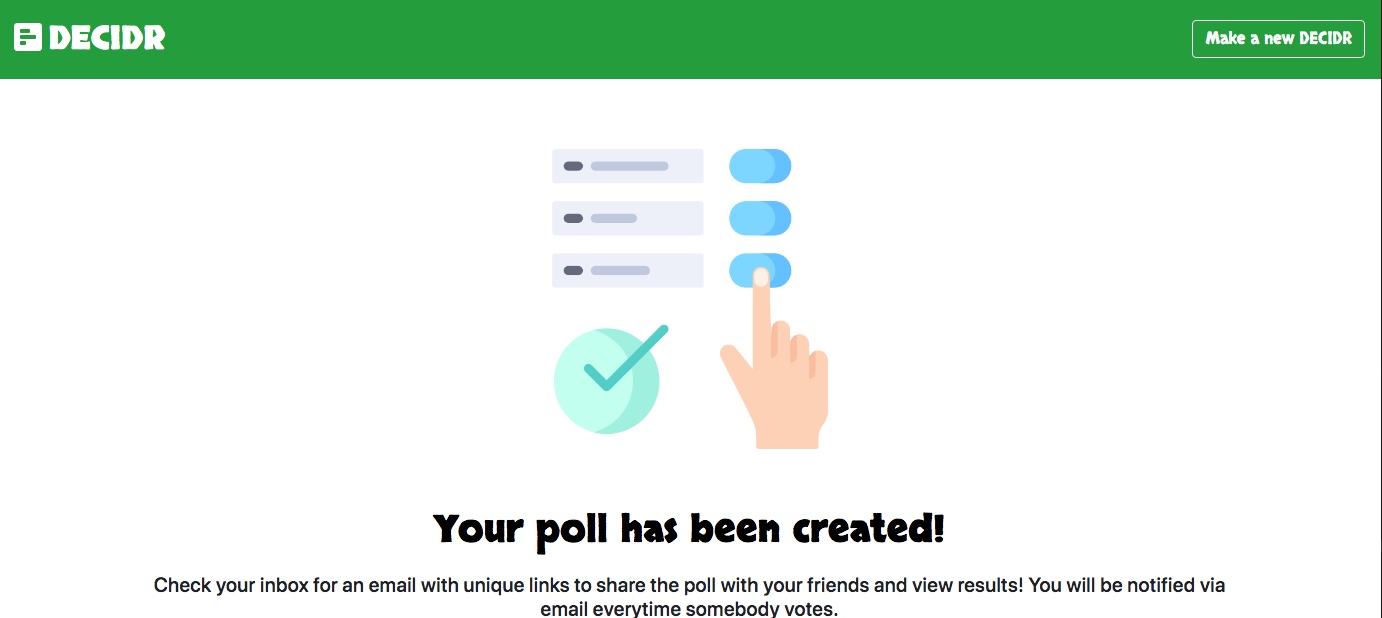 DECIDR
Make a new DECIDR
Your poll has been created!
Check your inbox for an email with unique links to share the poll with your friends and view results! You will be notified via
email everytime somebody votes.